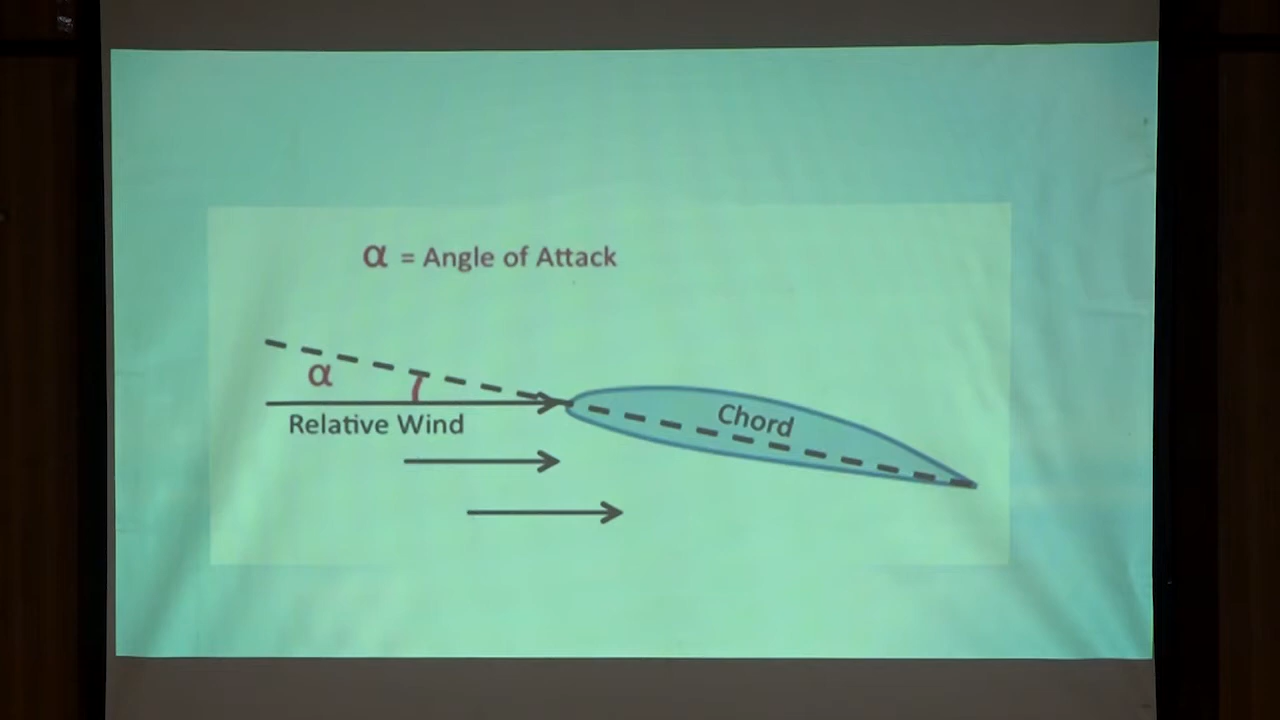 α = Angle of Attack
α
Relative Wind
Chord